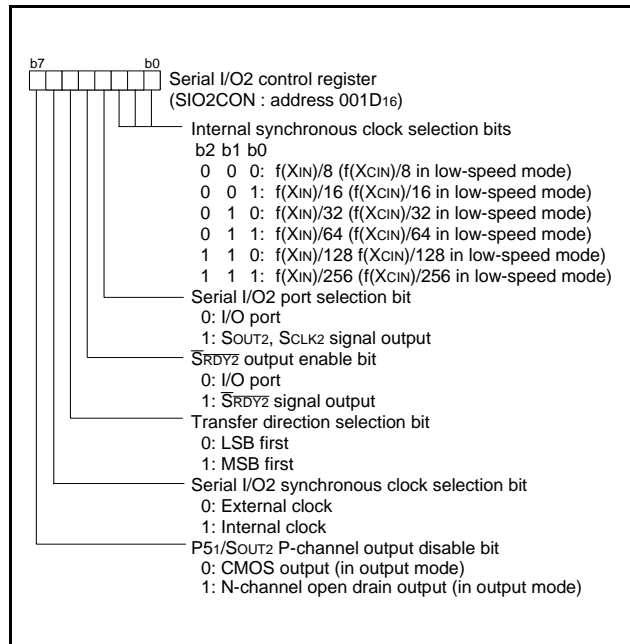 b7 b0
Serial I/O2 control register
(SIO2CON : address 001D16)
Internal synchronous clock selection bits
b2 b1 b0
0 0 0: f(XIN)/8 (f(XCIN)/8 in low-speed mode)
0 0 1: f(XIN)/16 (f(XCIN)/16 in low-speed mode)
0 1 0: f(XIN)/32 (f(XCIN)/32 in low-speed mode)
0 1 1: f(XIN)/64 (f(XCIN)/64 in low-speed mode)
1 1 0: f(XIN)/128 f(XCIN)/128 in low-speed mode)
1 1 1: f(XIN)/256 (f(XCIN)/256 in low-speed mode)
Serial I/O2 port selection bit
0: I/O port
1: SOUT2, SCLK2 signal output
SRDY2 output enable bit
0: I/O port
1: SRDY2 signal output
Transfer direction selection bit
0: LSB first
1: MSB first
Serial I/O2 synchronous clock selection bit
0: External clock
1: Internal clock
P51/SOUT2 P-channel output disable bit
0: CMOS output (in output mode)
1: N-channel open drain output (in output mode)